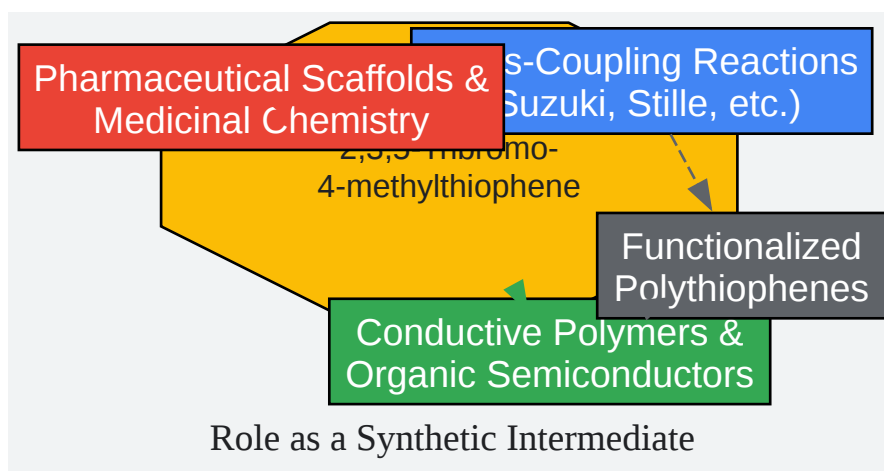 Pharmaceutical Scaffolds &
Medicinal Chemistry
s-Coupling Reactions
Suzuki, Stille, etc.)
4-methylthiophene
Functionalized
Polythiophenes
Conductive Polymers &
Organic Semiconductors
Role as a Synthetic Intermediate